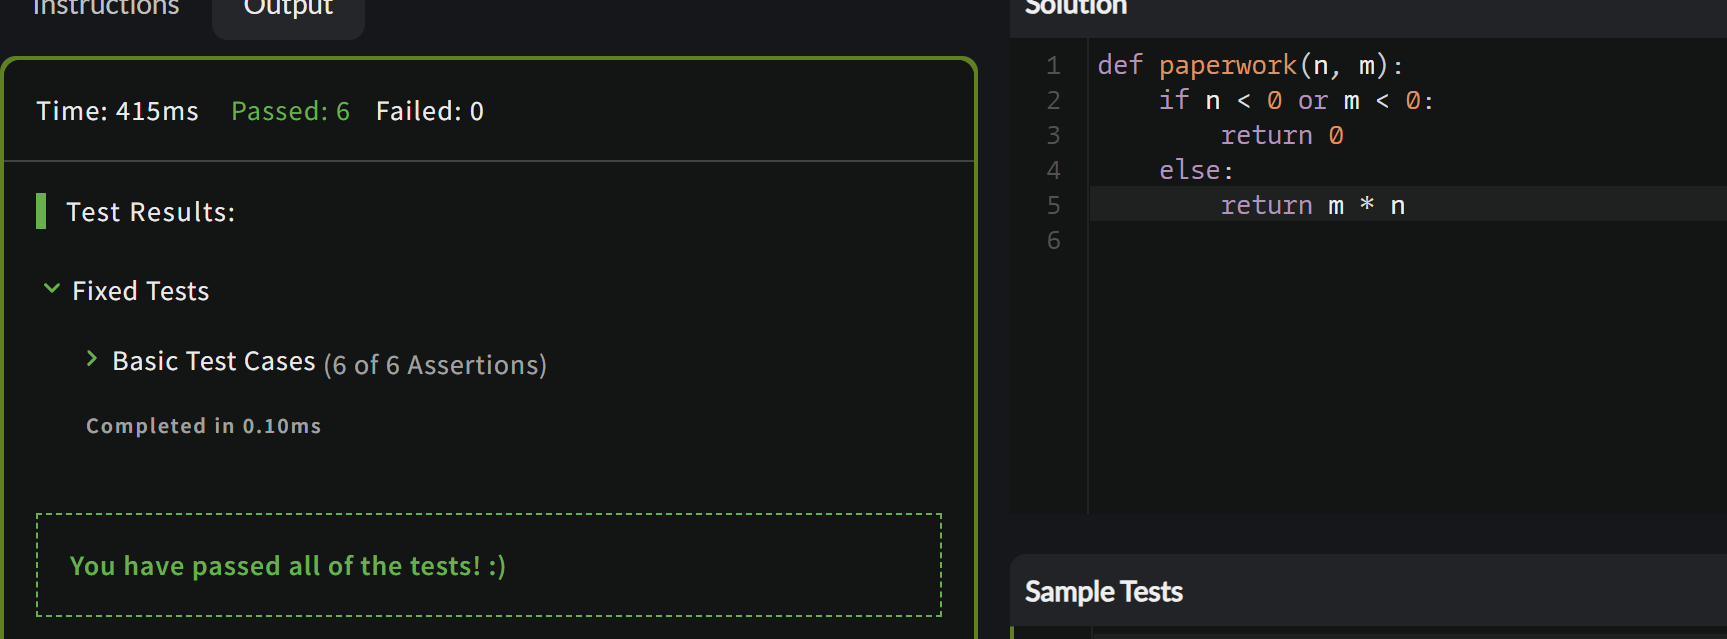 Instructions
Output
Time: 415ms Passed: 6 Failed: 0
Test Results:
Fixed Tests
Basic Test Cases (6 of 6 Assertions)
Completed in 0.10ms
You have passed all of the tests! :)
Solution
1 def paperwork(n, m):
2     if n < 0 or m < 0:
3         return 0
4     else:
5         return m * n
6
Sample Tests